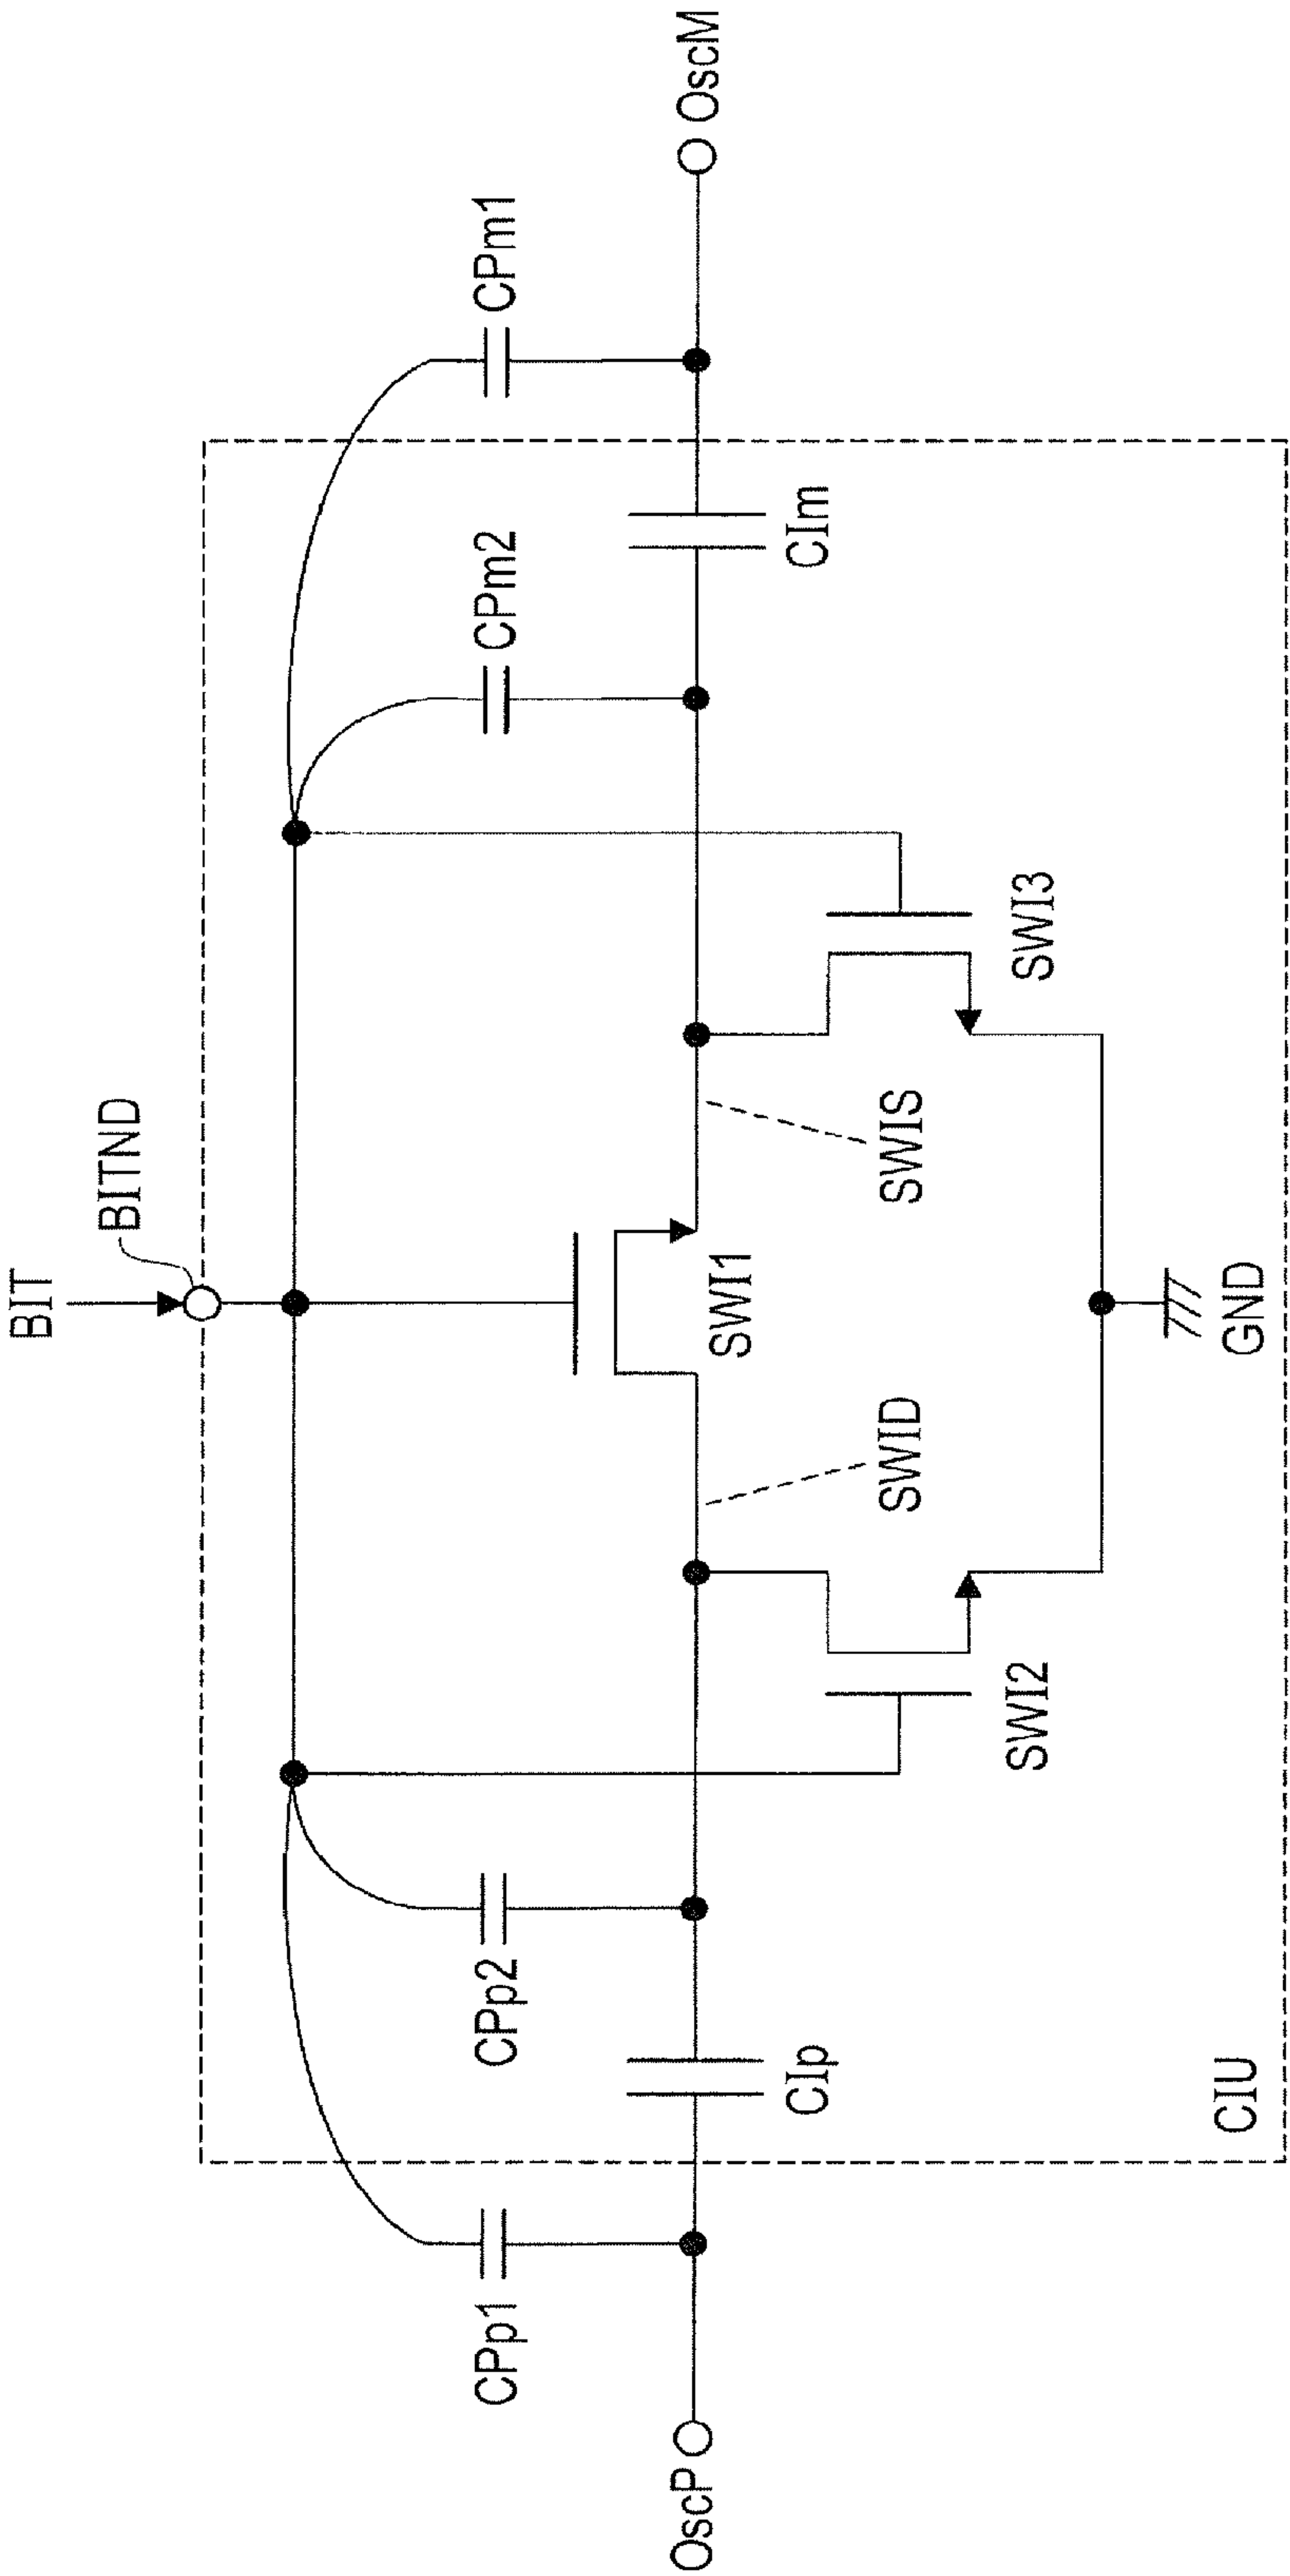 BIT
BITND
CPp1
CPp2
CPm2
CPm1
OscP
OscM
CIp
SWI1
CIm
SWID
SWIS
SWI2
SWI3
CIU
GND